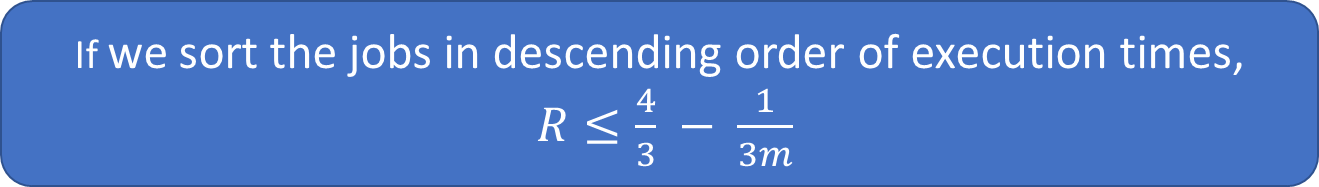 If we sort the jobs in descending order of execution times,
R ≤ 4/3 − 1/3m